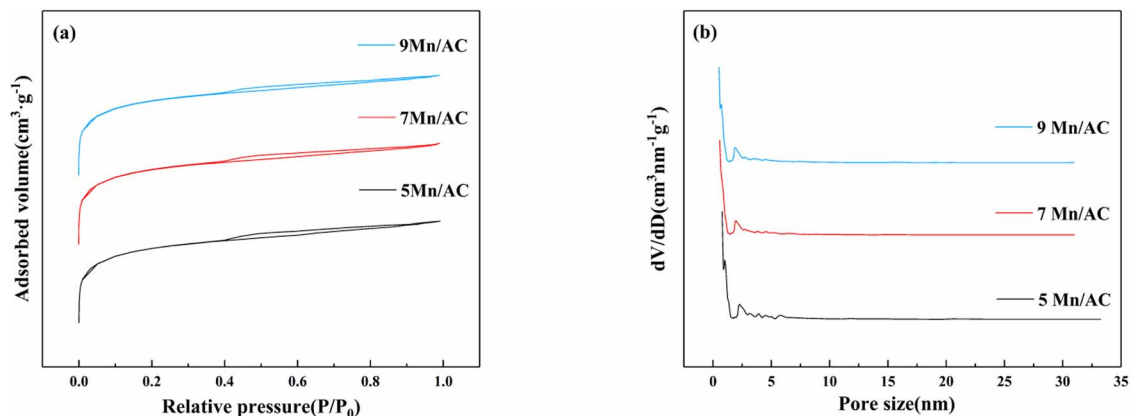 (a)
9Mn/AC
7Mn/AC
5Mn/AC
Adsorbed volume(cm³·g⁻¹)
0.0 0.2 0.4 0.6 0.8 1.0
Relative pressure(P/P₀)
(b)
9 Mn/AC
7 Mn/AC
5 Mn/AC
dV/dD(cm³nm⁻¹g⁻¹)
0 5 10 15 20 25 30 35
Pore size(nm)